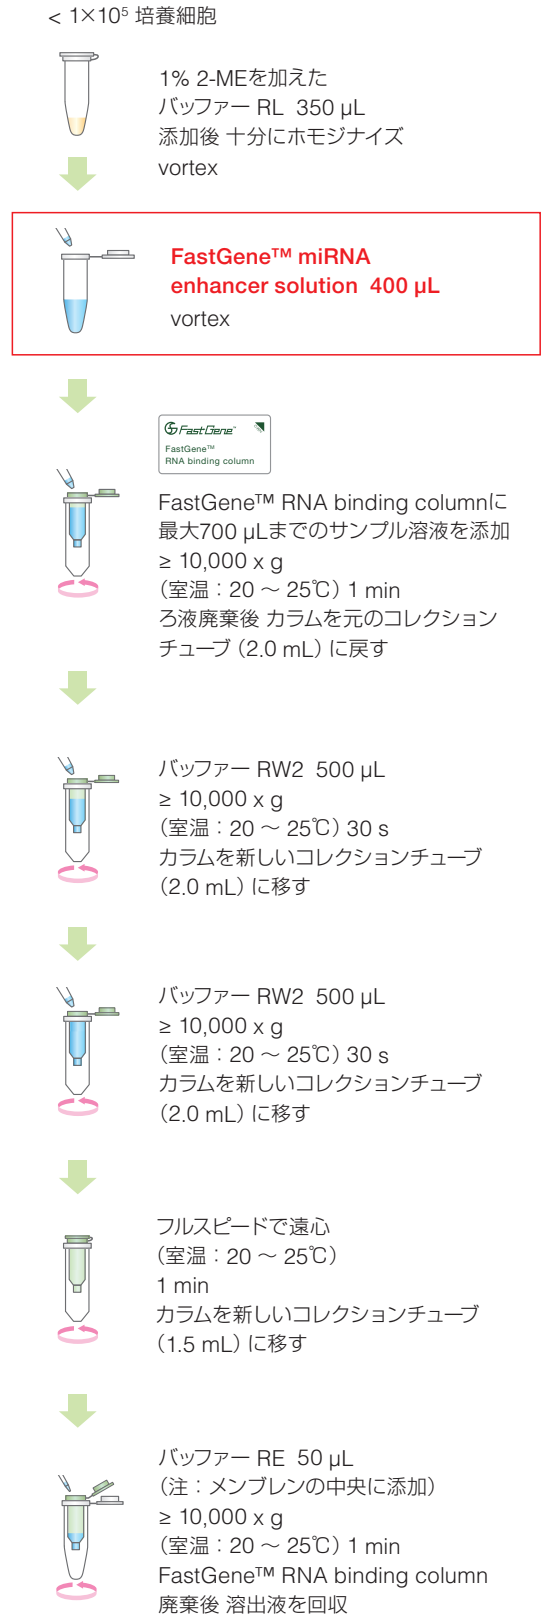 < 1×10⁵ 培養細胞
1% 2-MEを加えた
バッファー RL 350 µL
添加後 十分にホモジナイズ
vortex
FastGene™ miRNA
enhancer solution 400 µL
vortex
FastGene™
FastGene™
RNA binding column
FastGene™ RNA binding columnに
最大700 µLまでのサンプル溶液を添加
≥ 10,000 x g
（室温：20 ～ 25℃）1 min
ろ液廃棄後 カラムを元のコレクション
チューブ（2.0 mL）に戻す
バッファー RW2 500 µL
≥ 10,000 x g
（室温：20 ～ 25℃）30 s
カラムを新しいコレクションチューブ
（2.0 mL）に移す
バッファー RW2 500 µL
≥ 10,000 x g
（室温：20 ～ 25℃）30 s
カラムを新しいコレクションチューブ
（2.0 mL）に移す
フルスピードで遠心
（室温：20 ～ 25℃）
1 min
カラムを新しいコレクションチューブ
（1.5 mL）に移す
バッファー RE 50 µL
（注：メンブレンの中央に添加）
≥ 10,000 x g
（室温：20 ～ 25℃）1 min
FastGene™ RNA binding column
廃棄後 溶出液を回収